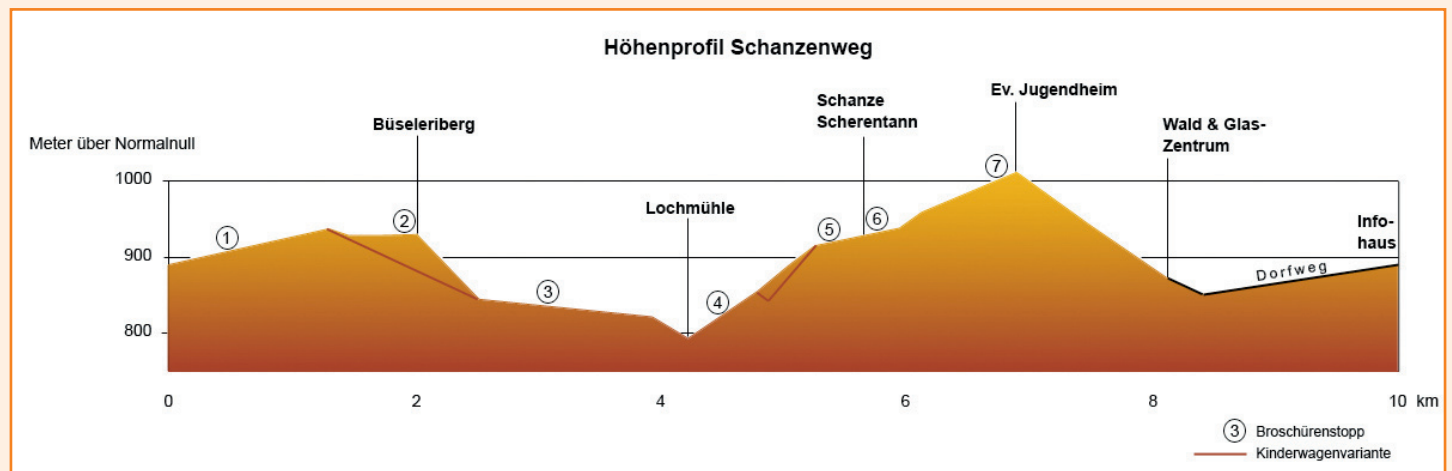 Höhenprofil Schanzenweg
Meter über Normalnull
Büseleriberg
Lochmühle
Schanze
Scherentann
Ev. Jugendheim
Wald & Glas-
Zentrum
Info-
haus
1000
900
800
1
2
3
4
5
6
7
Dorfweg
0
2
4
6
8
10 km
3 Broschürenstopp
Kinderwagenvariante